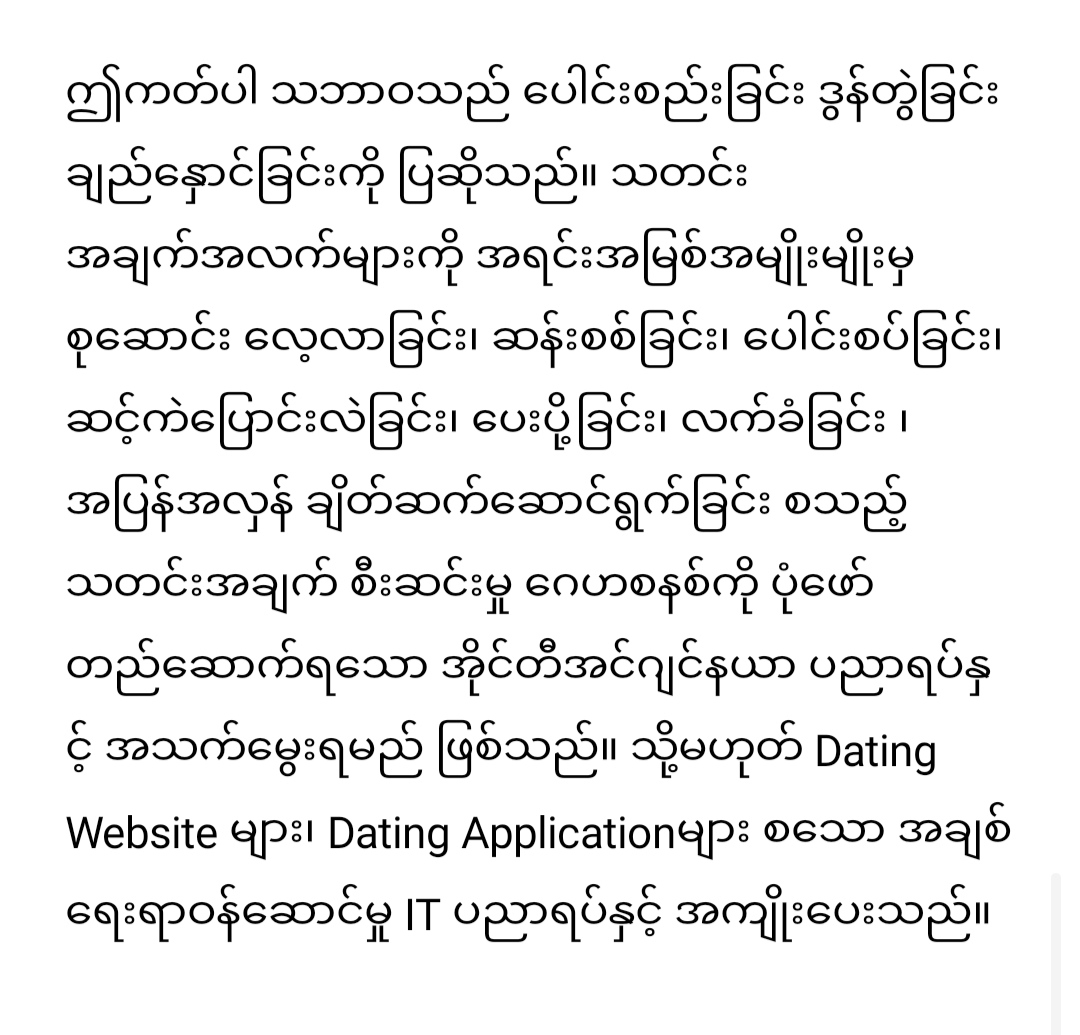 ဤကတ်ပါ သဘာဝသည် ပေါင်းစည်းခြင်း ဒွန်တွဲခြင်း
ချည်နှောင်ခြင်းကို ပြဆိုသည်။ သတင်း
အချက်အလက်များကို အရင်းအမြစ်အမျိုးမျိုးမှ
စုဆောင်း လေ့လာခြင်း၊ ဆန်းစစ်ခြင်း၊ ပေါင်းစပ်ခြင်း၊
ဆင့်ကဲပြောင်းလဲခြင်း၊ ပေးပို့ခြင်း၊ လက်ခံခြင်း ၊
အပြန်အလှန် ချိတ်ဆက်ဆောင်ရွက်ခြင်း စသည့်
သတင်းအချက် စီးဆင်းမှု ဂေဟစနစ်ကို ပုံဖော်
တည်ဆောက်ရသော အိုင်တီအင်ဂျင်နယာ ပညာရပ်နှ
င့် အသက်မွေးရမည် ဖြစ်သည်။ သို့မဟုတ် Dating
Website များ၊ Dating Applicationများ စသော အချစ်
ရေးရာဝန်ဆောင်မှု IT ပညာရပ်နှင့် အကျိုးပေးသည်။